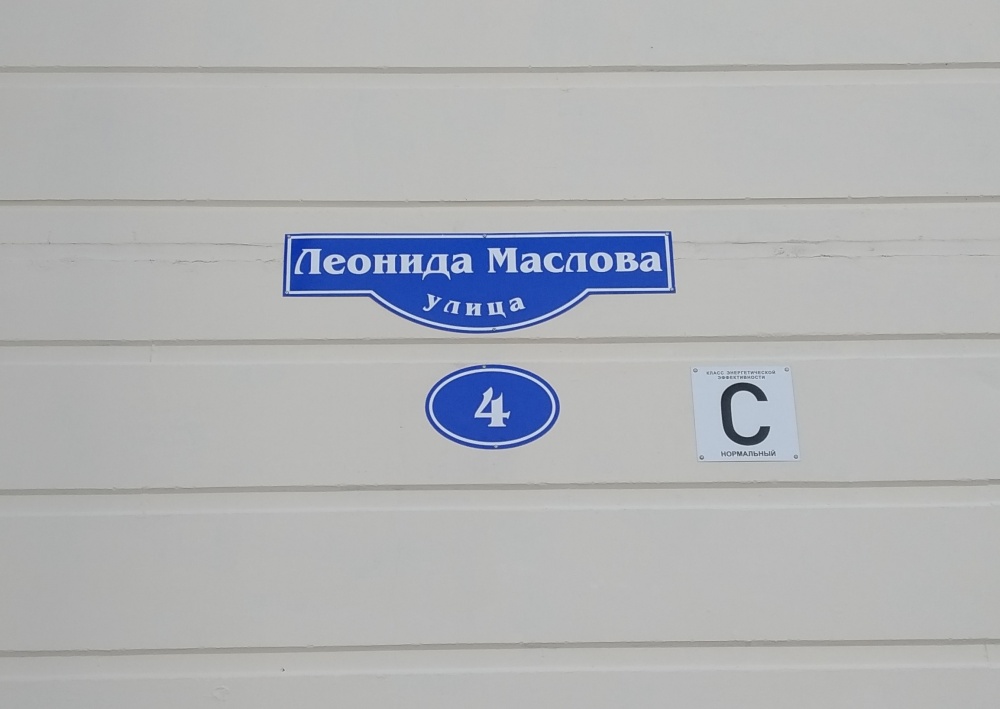 Леонида Маслова
улица
4
КЛАСС ЭНЕРГЕТИЧЕСКОЙ
ЭФФЕКТИВНОСТИ
С
НОРМАЛЬНЫЙ